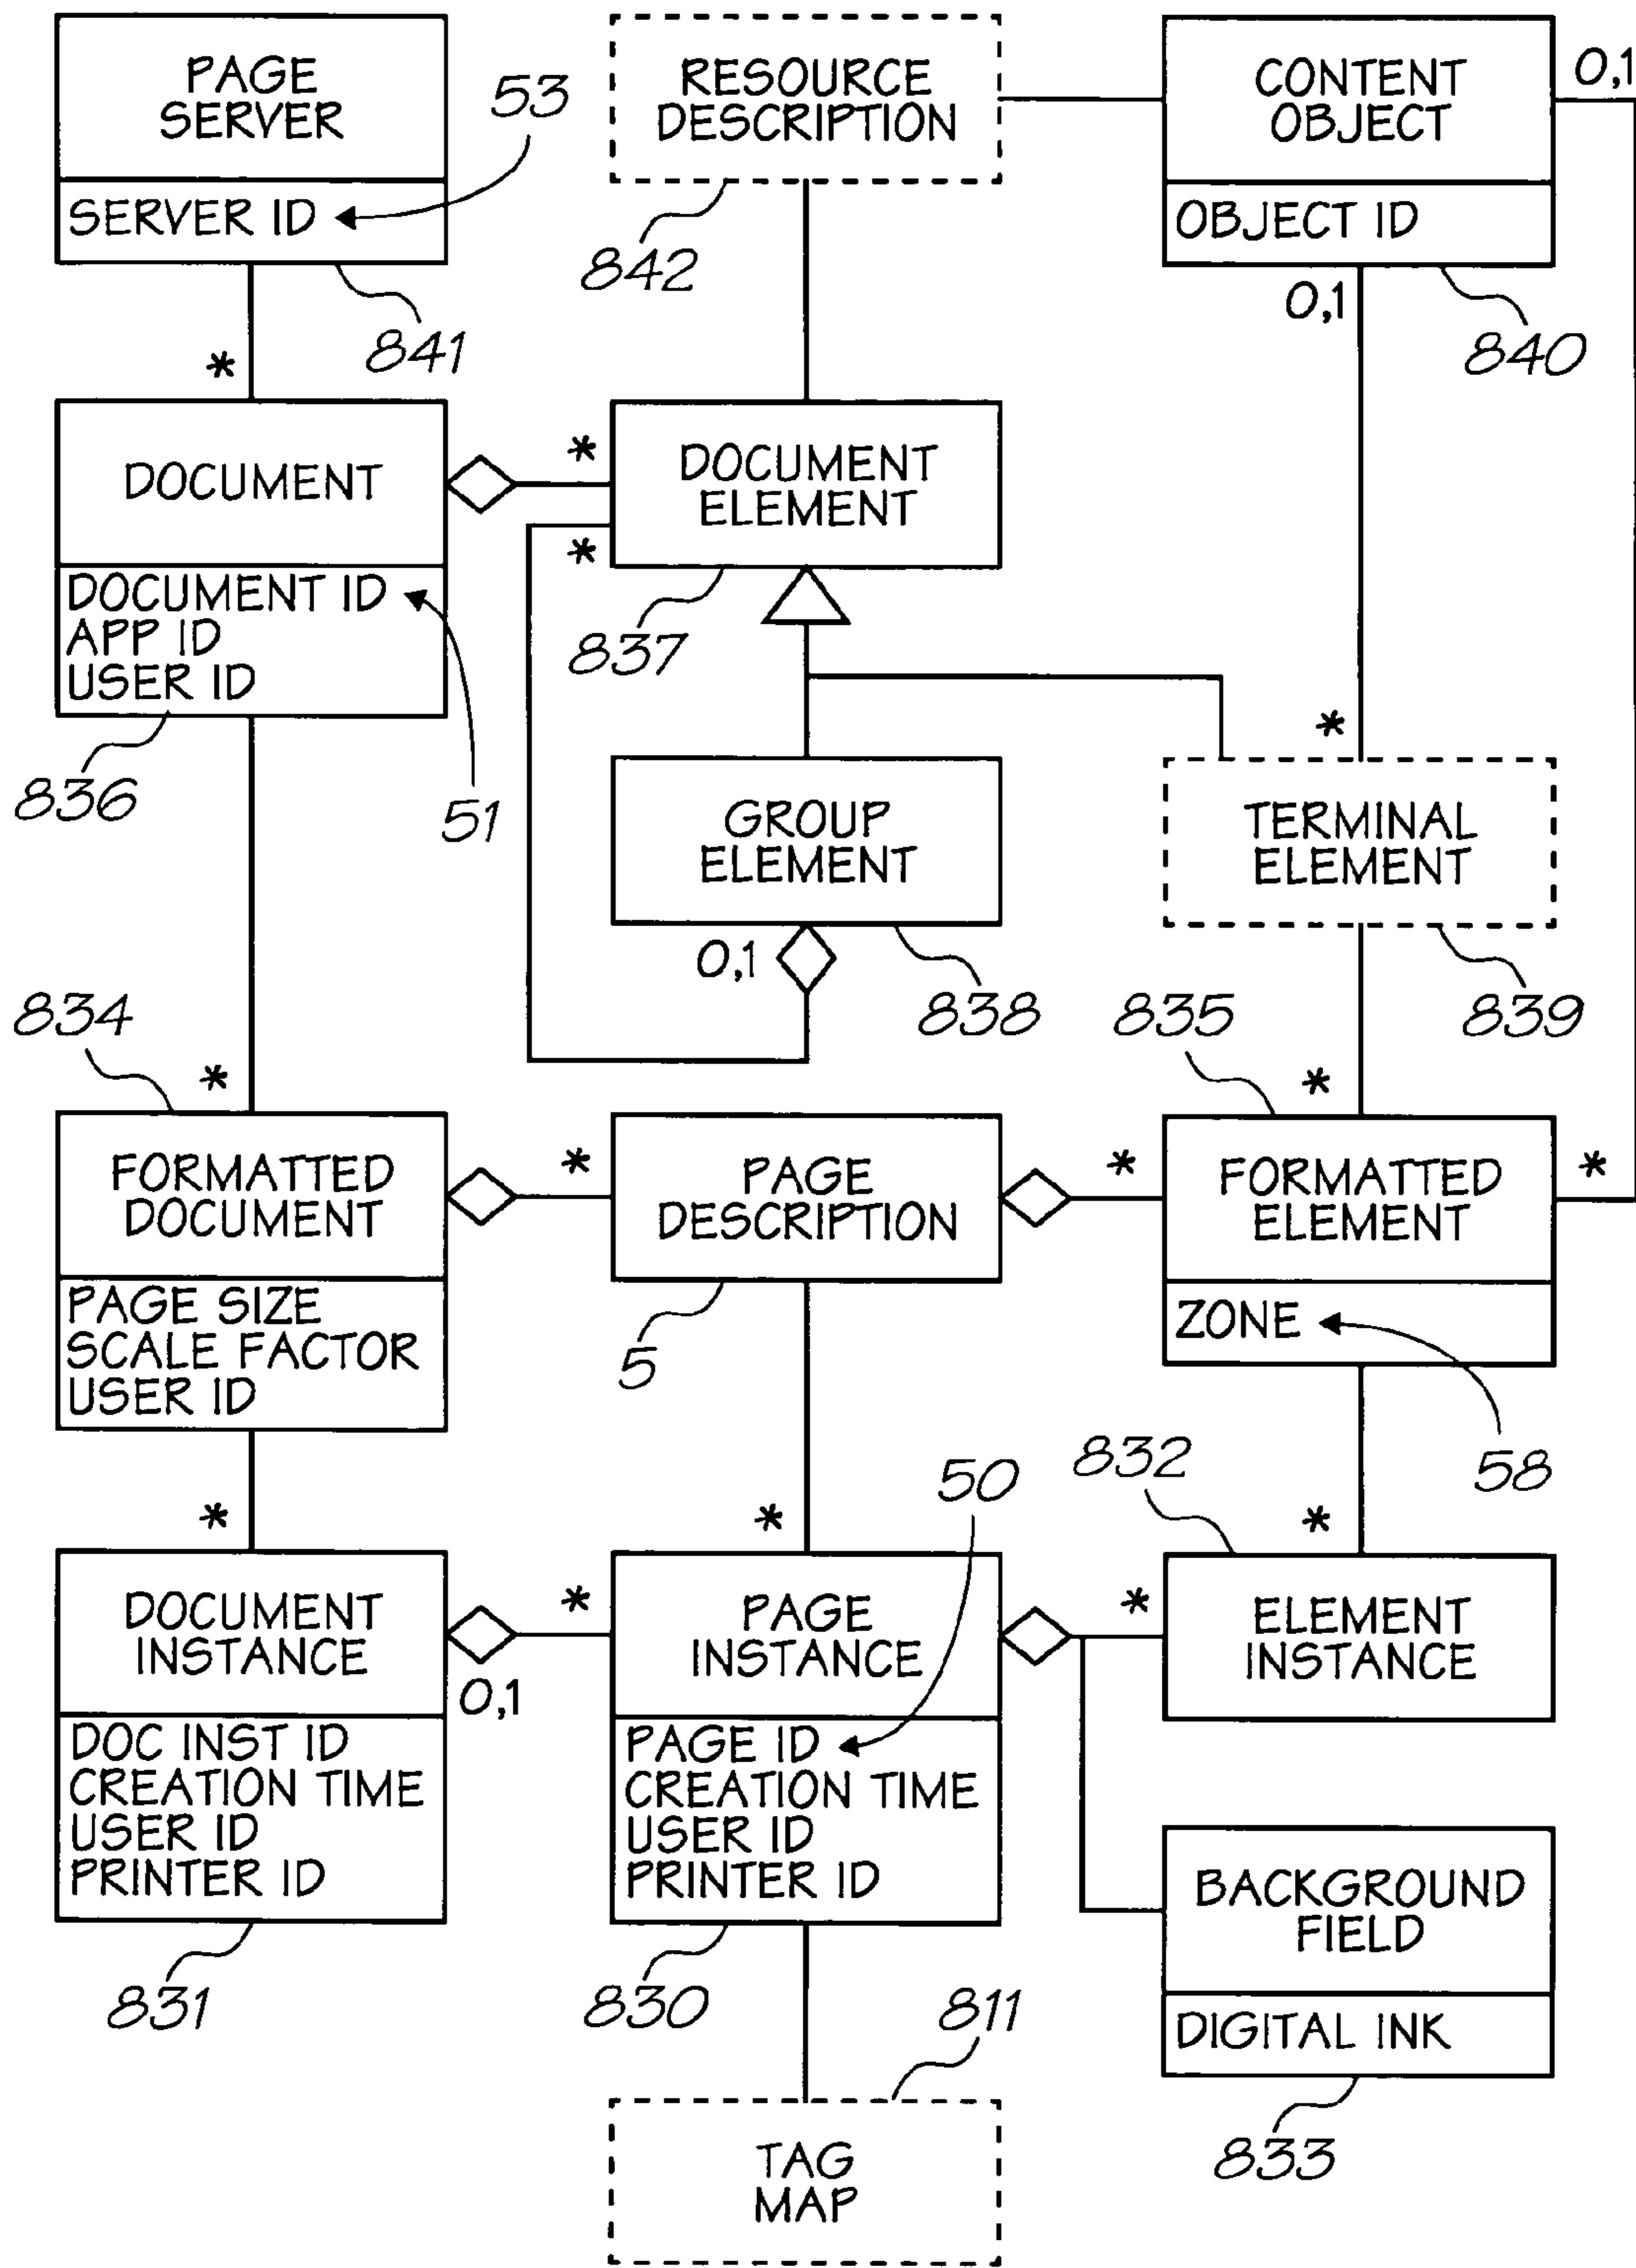 PAGE
SERVER
SERVER ID
53
841
*
RESOURCE
DESCRIPTION
842
CONTENT
OBJECT
OBJECT ID
0,1
0,1
840
DOCUMENT
DOCUMENT ID
APP ID
USER ID
836
51
*
*
DOCUMENT
ELEMENT
837
GROUP
ELEMENT
0,1
838
*
TERMINAL
ELEMENT
839
834
*
FORMATTED
DOCUMENT
PAGE SIZE
SCALE FACTOR
USER ID
*
PAGE
DESCRIPTION
5
*
835
*
FORMATTED
ELEMENT
*
ZONE
58
*
DOCUMENT
INSTANCE
0,1
DOC INST ID
CREATION TIME
USER ID
PRINTER ID
831
*
*
PAGE
INSTANCE
50
PAGE ID
CREATION TIME
USER ID
PRINTER ID
830
832
*
*
ELEMENT
INSTANCE
BACKGROUND
FIELD
DIGITAL INK
833
811
TAG
MAP